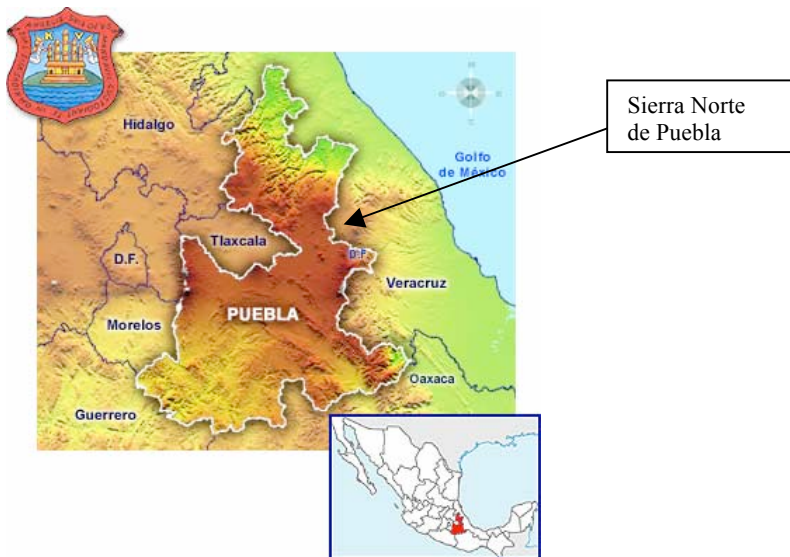 Hidalgo
Golfo
de México
Sierra Norte
de Puebla
Tlaxcala
D.F.
D.F.
Veracruz
PUEBLA
Morelos
Oaxaca
Guerrero